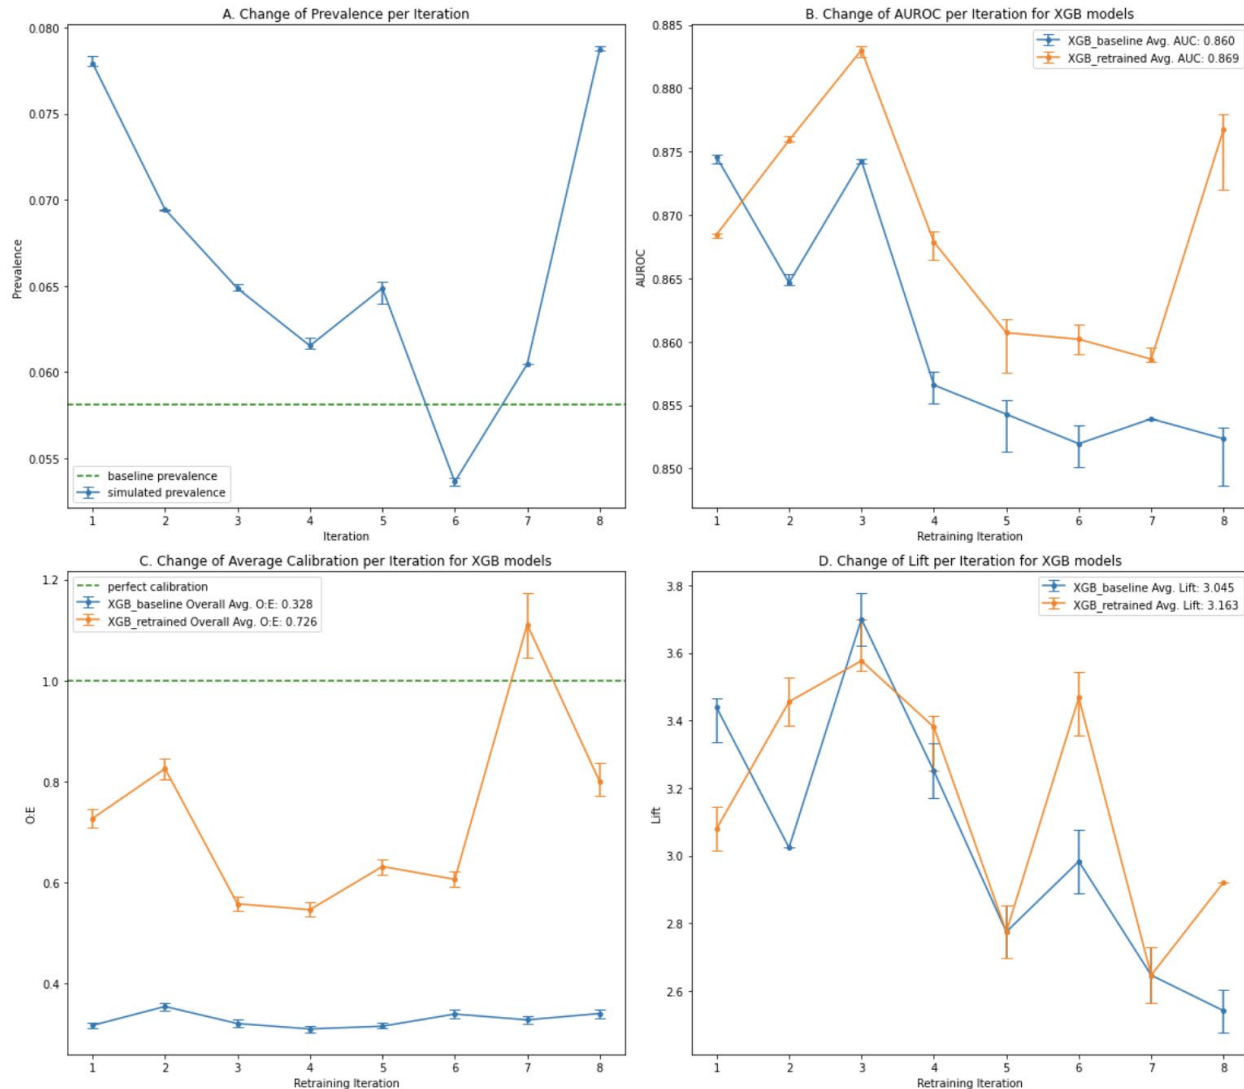 A. Change of Prevalence per Iteration
0.080
0.075
0.070
0.065
0.060
0.055
Prevalence
baseline prevalence
simulated prevalence
1 2 3 4 5 6 7 8
Iteration
B. Change of AUROC per Iteration for XGB models
0.885
0.880
0.875
0.870
0.865
0.860
0.855
0.850
AUROC
XGB_baseline Avg. AUC: 0.860
XGB_retrained Avg. AUC: 0.869
1 2 3 4 5 6 7 8
Retraining Iteration
C. Change of Average Calibration per Iteration for XGB models
1.2
1.0
0.8
0.6
0.4
O:E
perfect calibration
XGB_baseline Overall Avg. O:E: 0.328
XGB_retrained Overall Avg. O:E: 0.726
1 2 3 4 5 6 7 8
Retraining Iteration
D. Change of Lift per Iteration for XGB models
3.8
3.6
3.4
3.2
3.0
2.8
2.6
Lift
XGB_baseline Avg. Lift: 3.045
XGB_retrained Avg. Lift: 3.163
1 2 3 4 5 6 7 8
Retraining Iteration